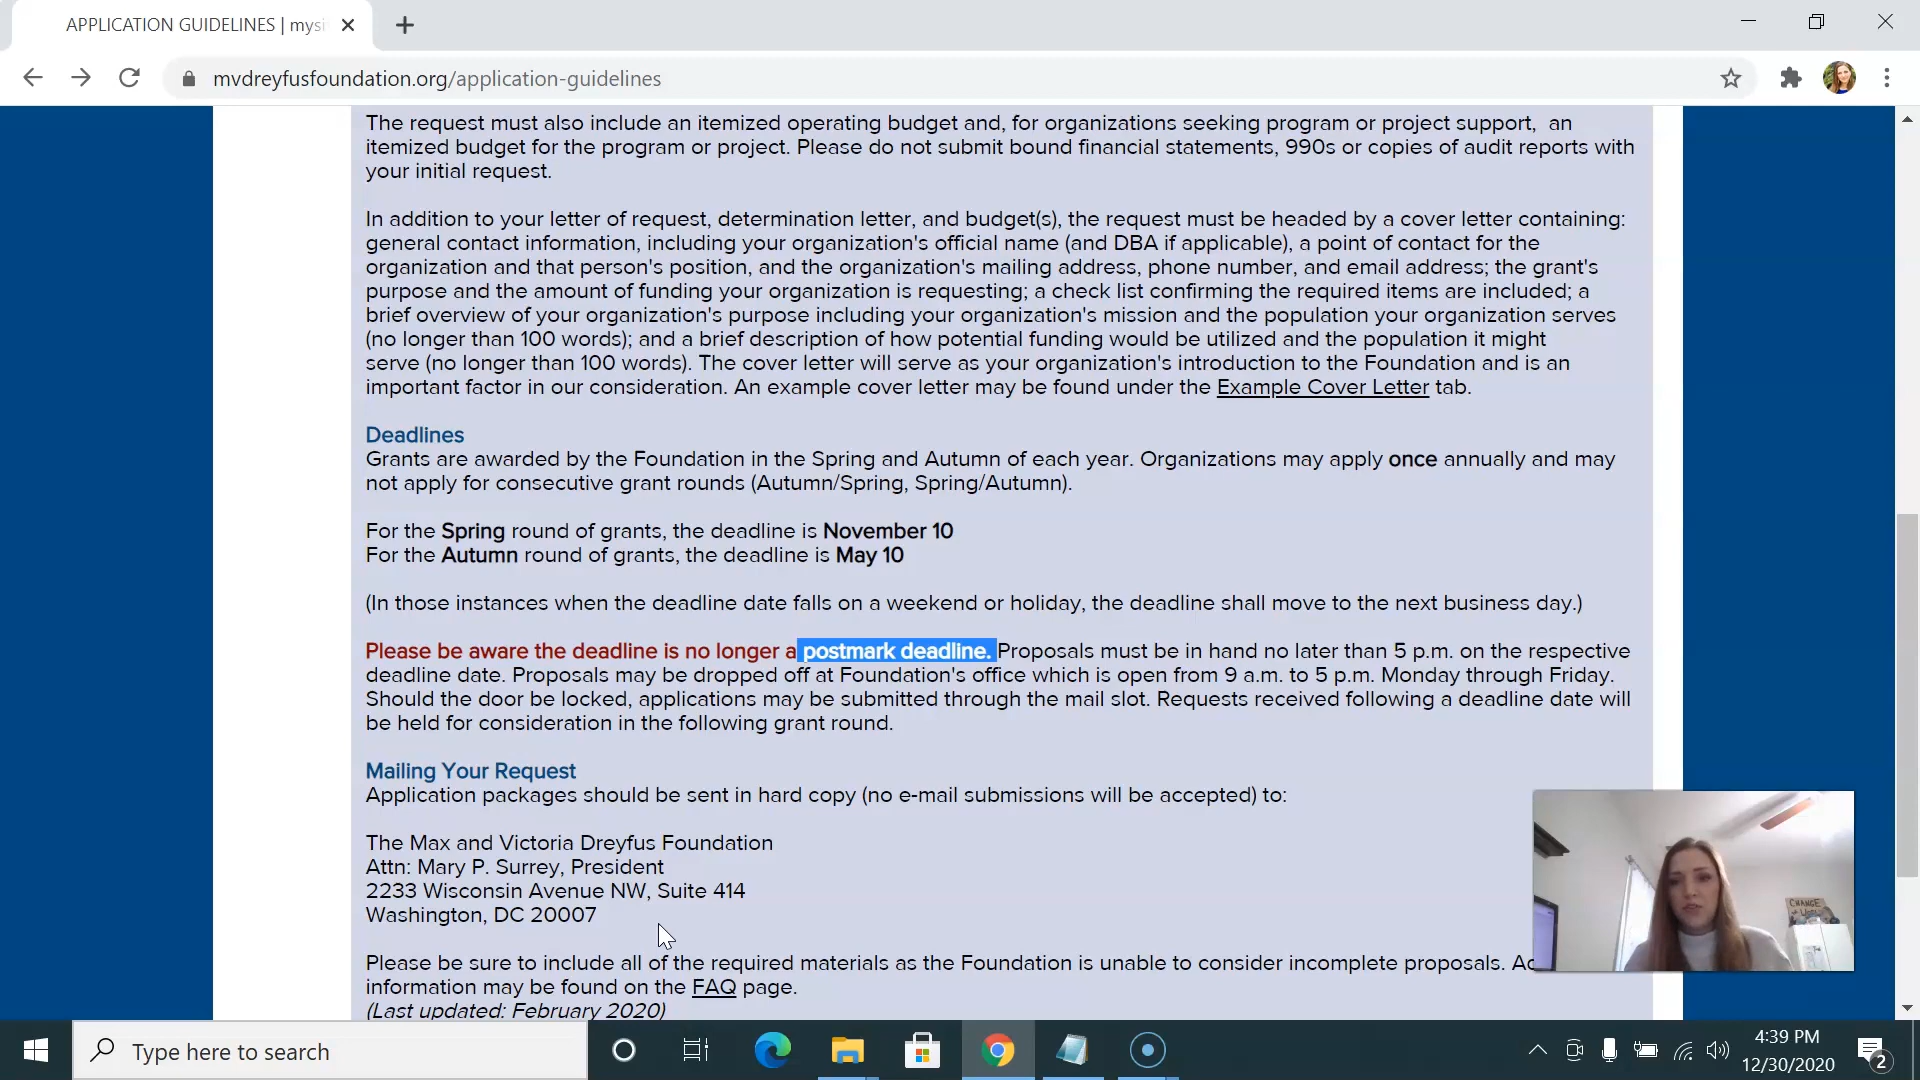 APPLICATION GUIDELINES | mysi
mvdreyfusfoundation.org/application-guidelines
The request must also include an itemized operating budget and, for organizations seeking program or project support, an
itemized budget for the program or project. Please do not submit bound financial statements, 990s or copies of audit reports with
your initial request.
In addition to your letter of request, determination letter, and budget(s), the request must be headed by a cover letter containing:
general contact information, including your organization's official name (and DBA if applicable), a point of contact for the
organization and that person's position, and the organization's mailing address, phone number, and email address; the grant's
purpose and the amount of funding your organization is requesting; a check list confirming the required items are included; a
brief overview of your organization's purpose including your organization's mission and the population your organization serves
(no longer than 100 words); and a brief description of how potential funding would be utilized and the population it might
serve (no longer than 100 words). The cover letter will serve as your organization's introduction to the Foundation and is an
important factor in our consideration. An example cover letter may be found under the Example Cover Letter tab.
Deadlines
Grants are awarded by the Foundation in the Spring and Autumn of each year. Organizations may apply once annually and may
not apply for consecutive grant rounds (Autumn/Spring, Spring/Autumn).
For the Spring round of grants, the deadline is November 10
For the Autumn round of grants, the deadline is May 10
(In those instances when the deadline date falls on a weekend or holiday, the deadline shall move to the next business day.)
Please be aware the deadline is no longer a postmark deadline. Proposals must be in hand no later than 5 p.m. on the respective
deadline date. Proposals may be dropped off at Foundation's office which is open from 9 a.m. to 5 p.m. Monday through Friday.
Should the door be locked, applications may be submitted through the mail slot. Requests received following a deadline date will
be held for consideration in the following grant round.
Mailing Your Request
Application packages should be sent in hard copy (no e-mail submissions will be accepted) to:
The Max and Victoria Dreyfus Foundation
Attn: Mary P. Surrey, President
2233 Wisconsin Avenue NW, Suite 414
Washington, DC 20007
Please be sure to include all of the required materials as the Foundation is unable to consider incomplete proposals.
information may be found on the FAQ page.
(Last updated: February 2020)
CHANGE
Type here to search
4:39 PM
12/30/2020
2